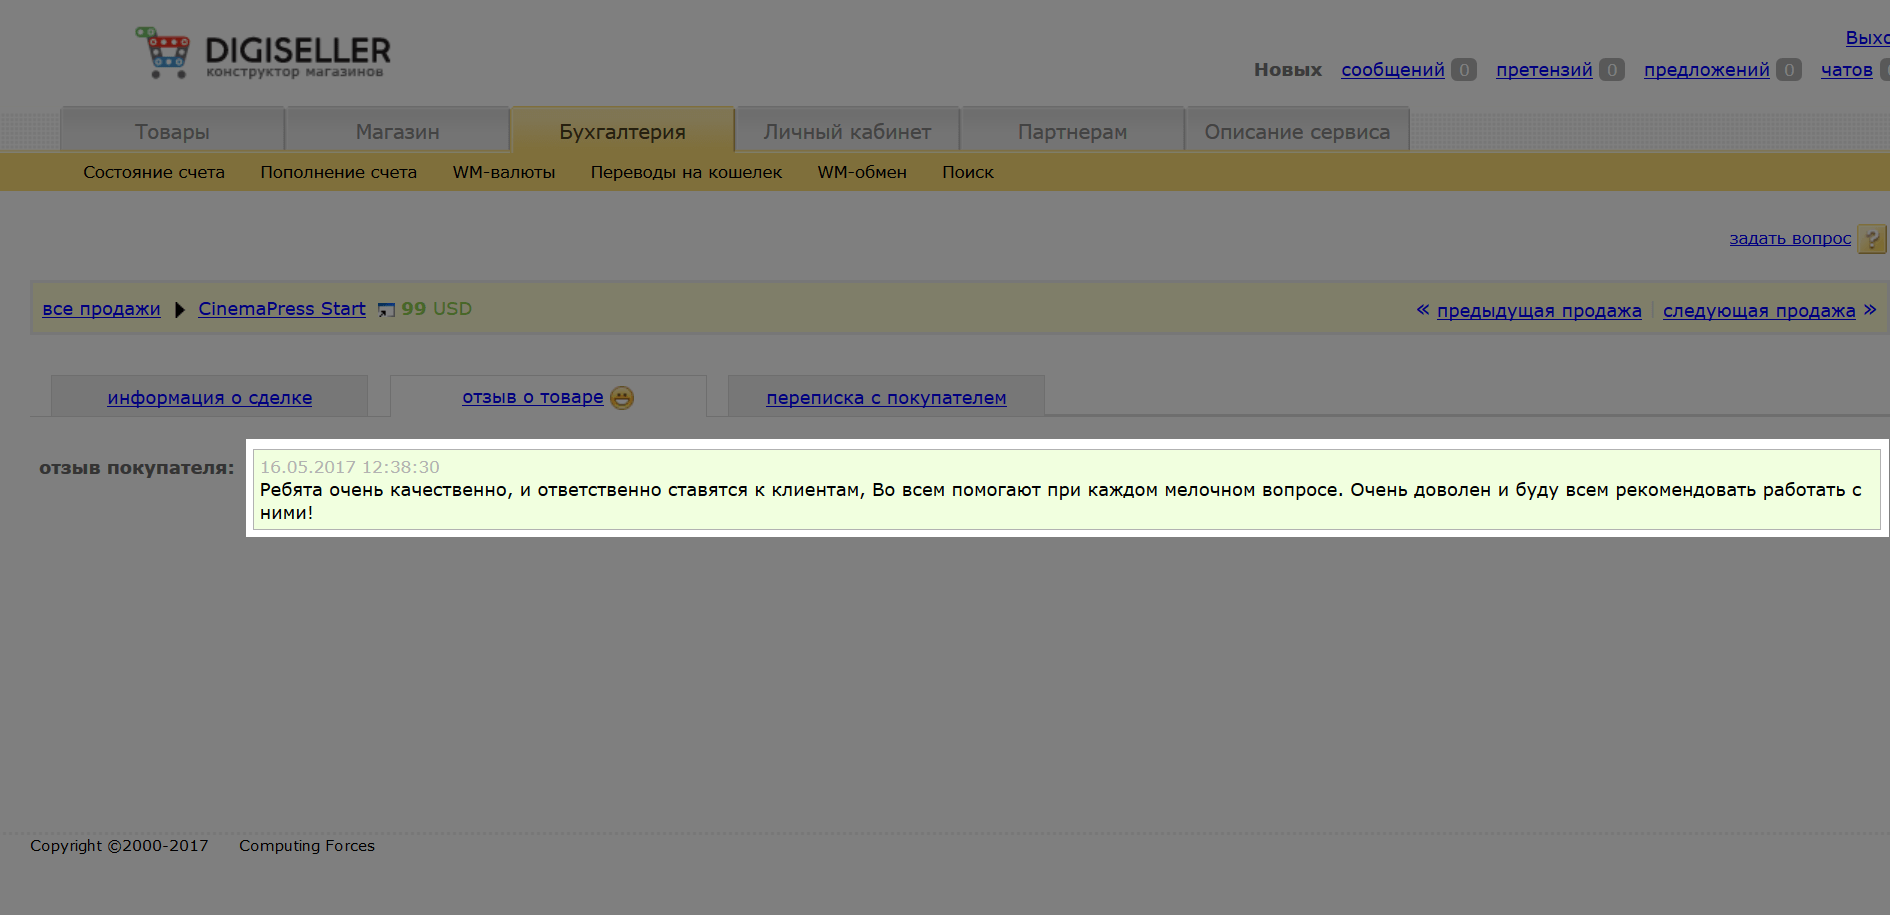 DIGISELLER
конструктор магазинов
Новых сообщений 0 претензий 0 предложений 0 чатов
Товары Магазин Бухгалтерия Личный кабинет Партнерам Описание сервиса
Состояние счета Пополнение счета WM-валюты Переводы на кошелек WM-обмен Поиск
задать вопрос ?
все продажи CinemaPress Start 99 USD « предыдущая продажа | следующая продажа »
информация о сделке отзыв о товаре переписка с покупателем
отзыв покупателя:
16.05.2017 12:38:30
Ребята очень качественно, и ответственно ставятся к клиентам, Во всем помогают при каждом мелочном вопросе. Очень доволен и буду всем рекомендовать работать с
ними!
Copyright ©2000-2017 Computing Forces